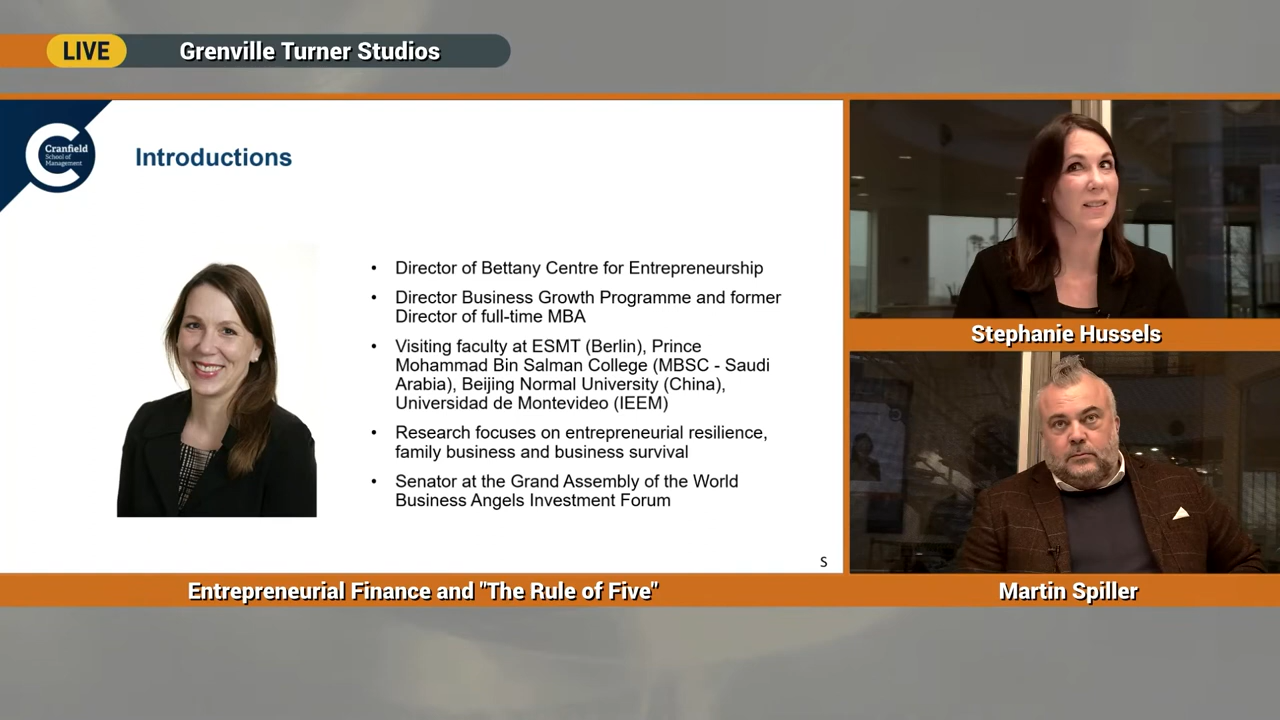 LIVE
Grenville Turner Studios
Cranfield
School of
Management
Introductions
• Director of Bettany Centre for Entrepreneurship
• Director Business Growth Programme and former
Director of full-time MBA
• Visiting faculty at ESMT (Berlin), Prince
Mohammad Bin Salman College (MBSC - Saudi
Arabia), Beijing Normal University (China),
Universidad de Montevideo (IEEM)
• Research focuses on entrepreneurial resilience,
family business and business survival
• Senator at the Grand Assembly of the World
Business Angels Investment Forum
S
Stephanie Hussels
Entrepreneurial Finance and "The Rule of Five"
Martin Spiller